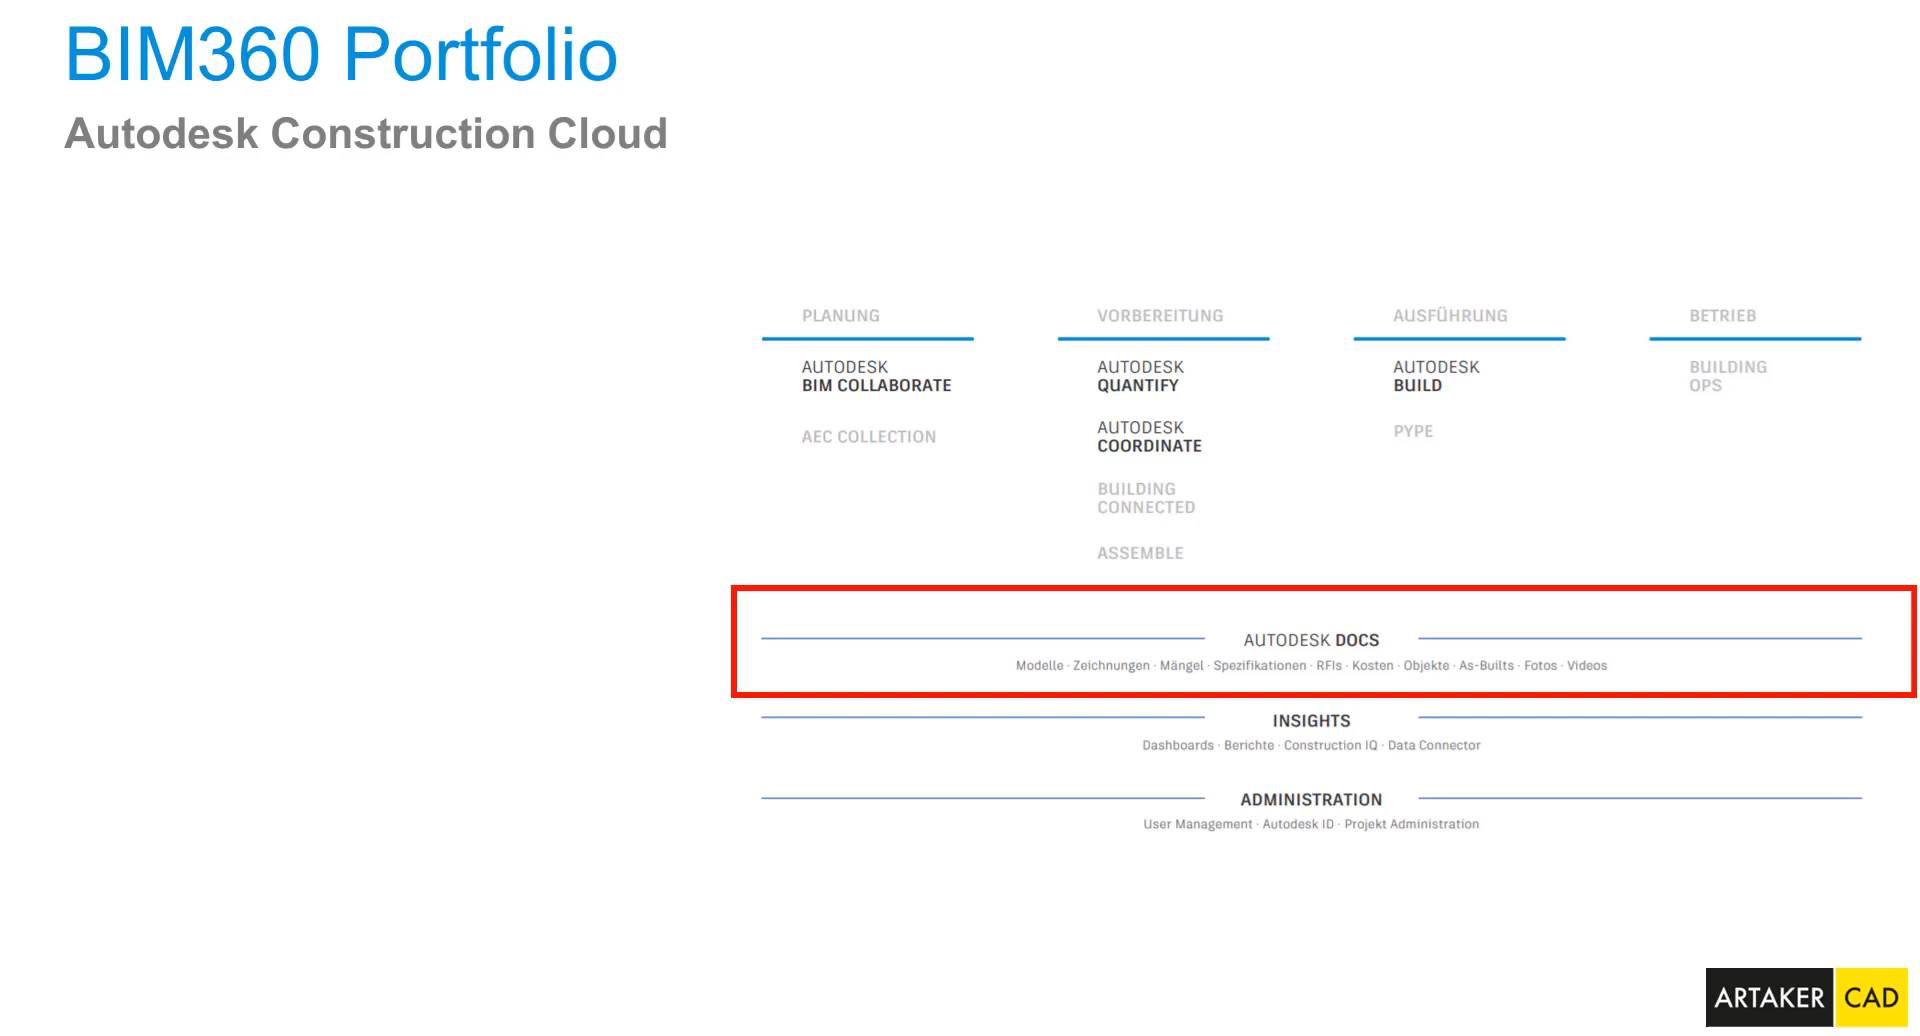 BIM360 Portfolio
Autodesk Construction Cloud
PLANUNG
AUTODESK
BIM COLLABORATE
AEC COLLECTION
VORBEREITUNG
AUTODESK
QUANTIFY
AUTODESK
COORDINATE
BUILDING
CONNECTED
ASSEMBLE
AUSFÜHRUNG
AUTODESK
BUILD
PYPE
BETRIEB
BUILDING
OPS
AUTODESK DOCS
Modelle · Zeichnungen · Mängel · Spezifikationen · RFIs · Kosten · Objekte · As-Builts · Fotos · Videos
INSIGHTS
Dashboards · Berichte · Construction IQ · Data Connector
ADMINISTRATION
User Management · Autodesk ID · Projekt Administration
ARTAKER CAD